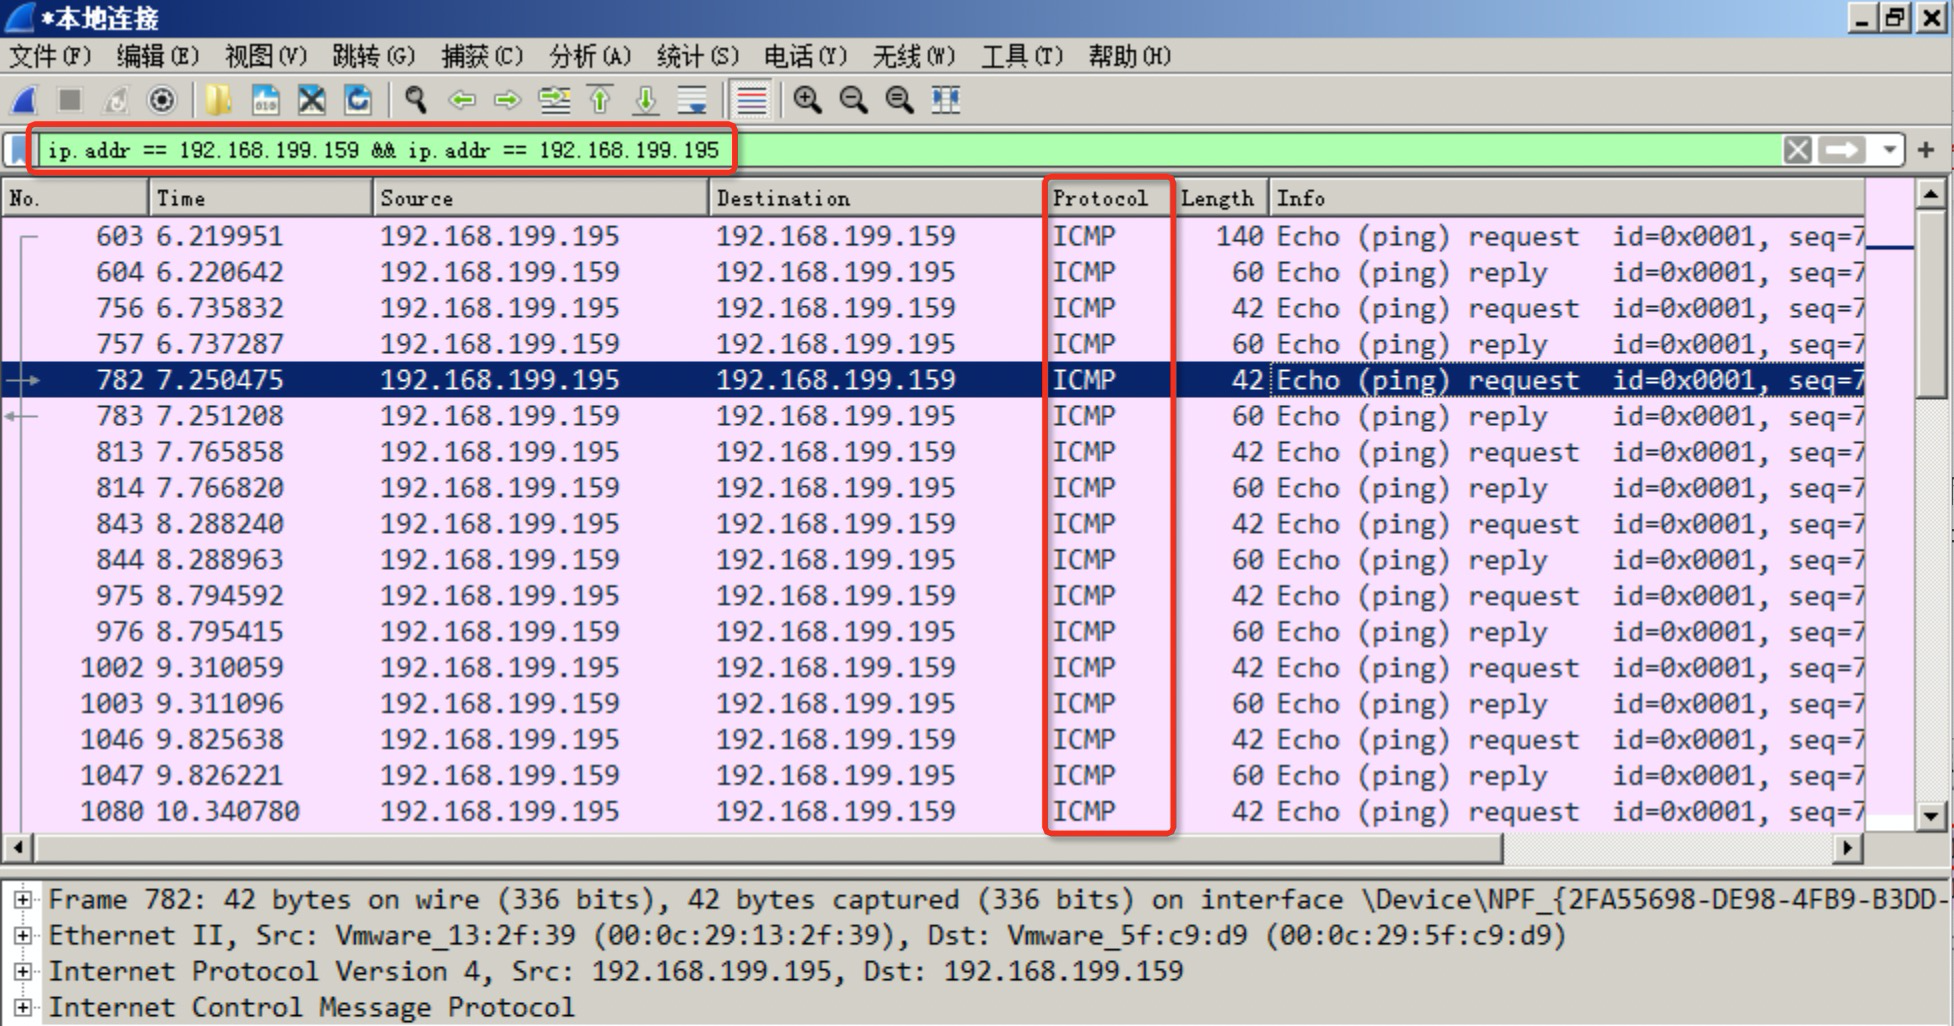 *本地连接
文件(F) 编辑(E) 视图(V) 跳转(G) 捕获(C) 分析(A) 统计(S) 电话(Y) 无线(W) 工具(T) 帮助(H)
ip.addr == 192.168.199.159 && ip.addr == 192.168.199.195
No. Time Source Destination Protocol Length Info
603 6.219951 192.168.199.195 192.168.199.159 ICMP 140 Echo (ping) request id=0x0001, seq=7
604 6.220642 192.168.199.159 192.168.199.195 ICMP 60 Echo (ping) reply id=0x0001, seq=7
756 6.735832 192.168.199.195 192.168.199.159 ICMP 42 Echo (ping) request id=0x0001, seq=7
757 6.737287 192.168.199.159 192.168.199.195 ICMP 60 Echo (ping) reply id=0x0001, seq=7
782 7.250475 192.168.199.195 192.168.199.159 ICMP 42 Echo (ping) request id=0x0001, seq=7
783 7.251208 192.168.199.159 192.168.199.195 ICMP 60 Echo (ping) reply id=0x0001, seq=7
813 7.765858 192.168.199.195 192.168.199.159 ICMP 42 Echo (ping) request id=0x0001, seq=7
814 7.766820 192.168.199.159 192.168.199.195 ICMP 60 Echo (ping) reply id=0x0001, seq=7
843 8.288240 192.168.199.195 192.168.199.159 ICMP 42 Echo (ping) request id=0x0001, seq=7
844 8.288963 192.168.199.159 192.168.199.195 ICMP 60 Echo (ping) reply id=0x0001, seq=7
975 8.794592 192.168.199.195 192.168.199.159 ICMP 42 Echo (ping) request id=0x0001, seq=7
976 8.795415 192.168.199.159 192.168.199.195 ICMP 60 Echo (ping) reply id=0x0001, seq=7
1002 9.310059 192.168.199.195 192.168.199.159 ICMP 42 Echo (ping) request id=0x0001, seq=7
1003 9.311096 192.168.199.159 192.168.199.195 ICMP 60 Echo (ping) reply id=0x0001, seq=7
1046 9.825638 192.168.199.195 192.168.199.159 ICMP 42 Echo (ping) request id=0x0001, seq=7
1047 9.826221 192.168.199.159 192.168.199.195 ICMP 60 Echo (ping) reply id=0x0001, seq=7
1080 10.340780 192.168.199.195 192.168.199.159 ICMP 42 Echo (ping) request id=0x0001, seq=7
Frame 782: 42 bytes on wire (336 bits), 42 bytes captured (336 bits) on interface \Device\NPF_{2FA55698-DE98-4FB9-B3DD-
Ethernet II, Src: Vmware_13:2f:39 (00:0c:29:13:2f:39), Dst: Vmware_5f:c9:d9 (00:0c:29:5f:c9:d9)
Internet Protocol Version 4, Src: 192.168.199.195, Dst: 192.168.199.159
Internet Control Message Protocol